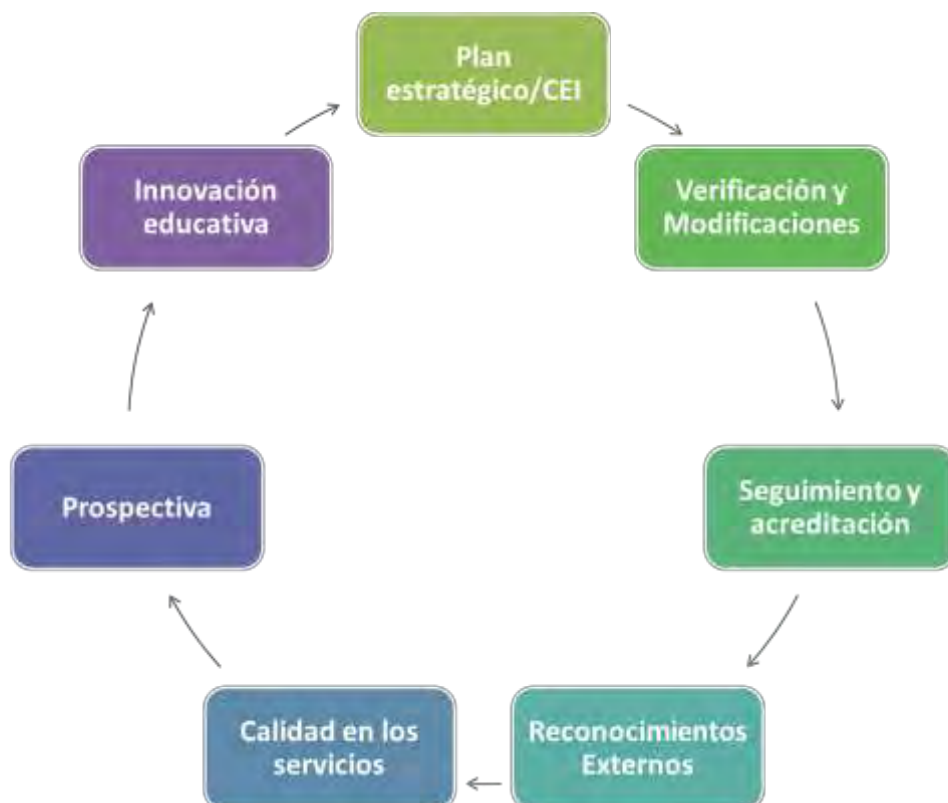 Plan
estratégico/CEI
Verificación y
Modificaciones
Seguimiento y
acreditación
Reconocimientos
Externos
Calidad en los
servicios
Prospectiva
Innovación
educativa